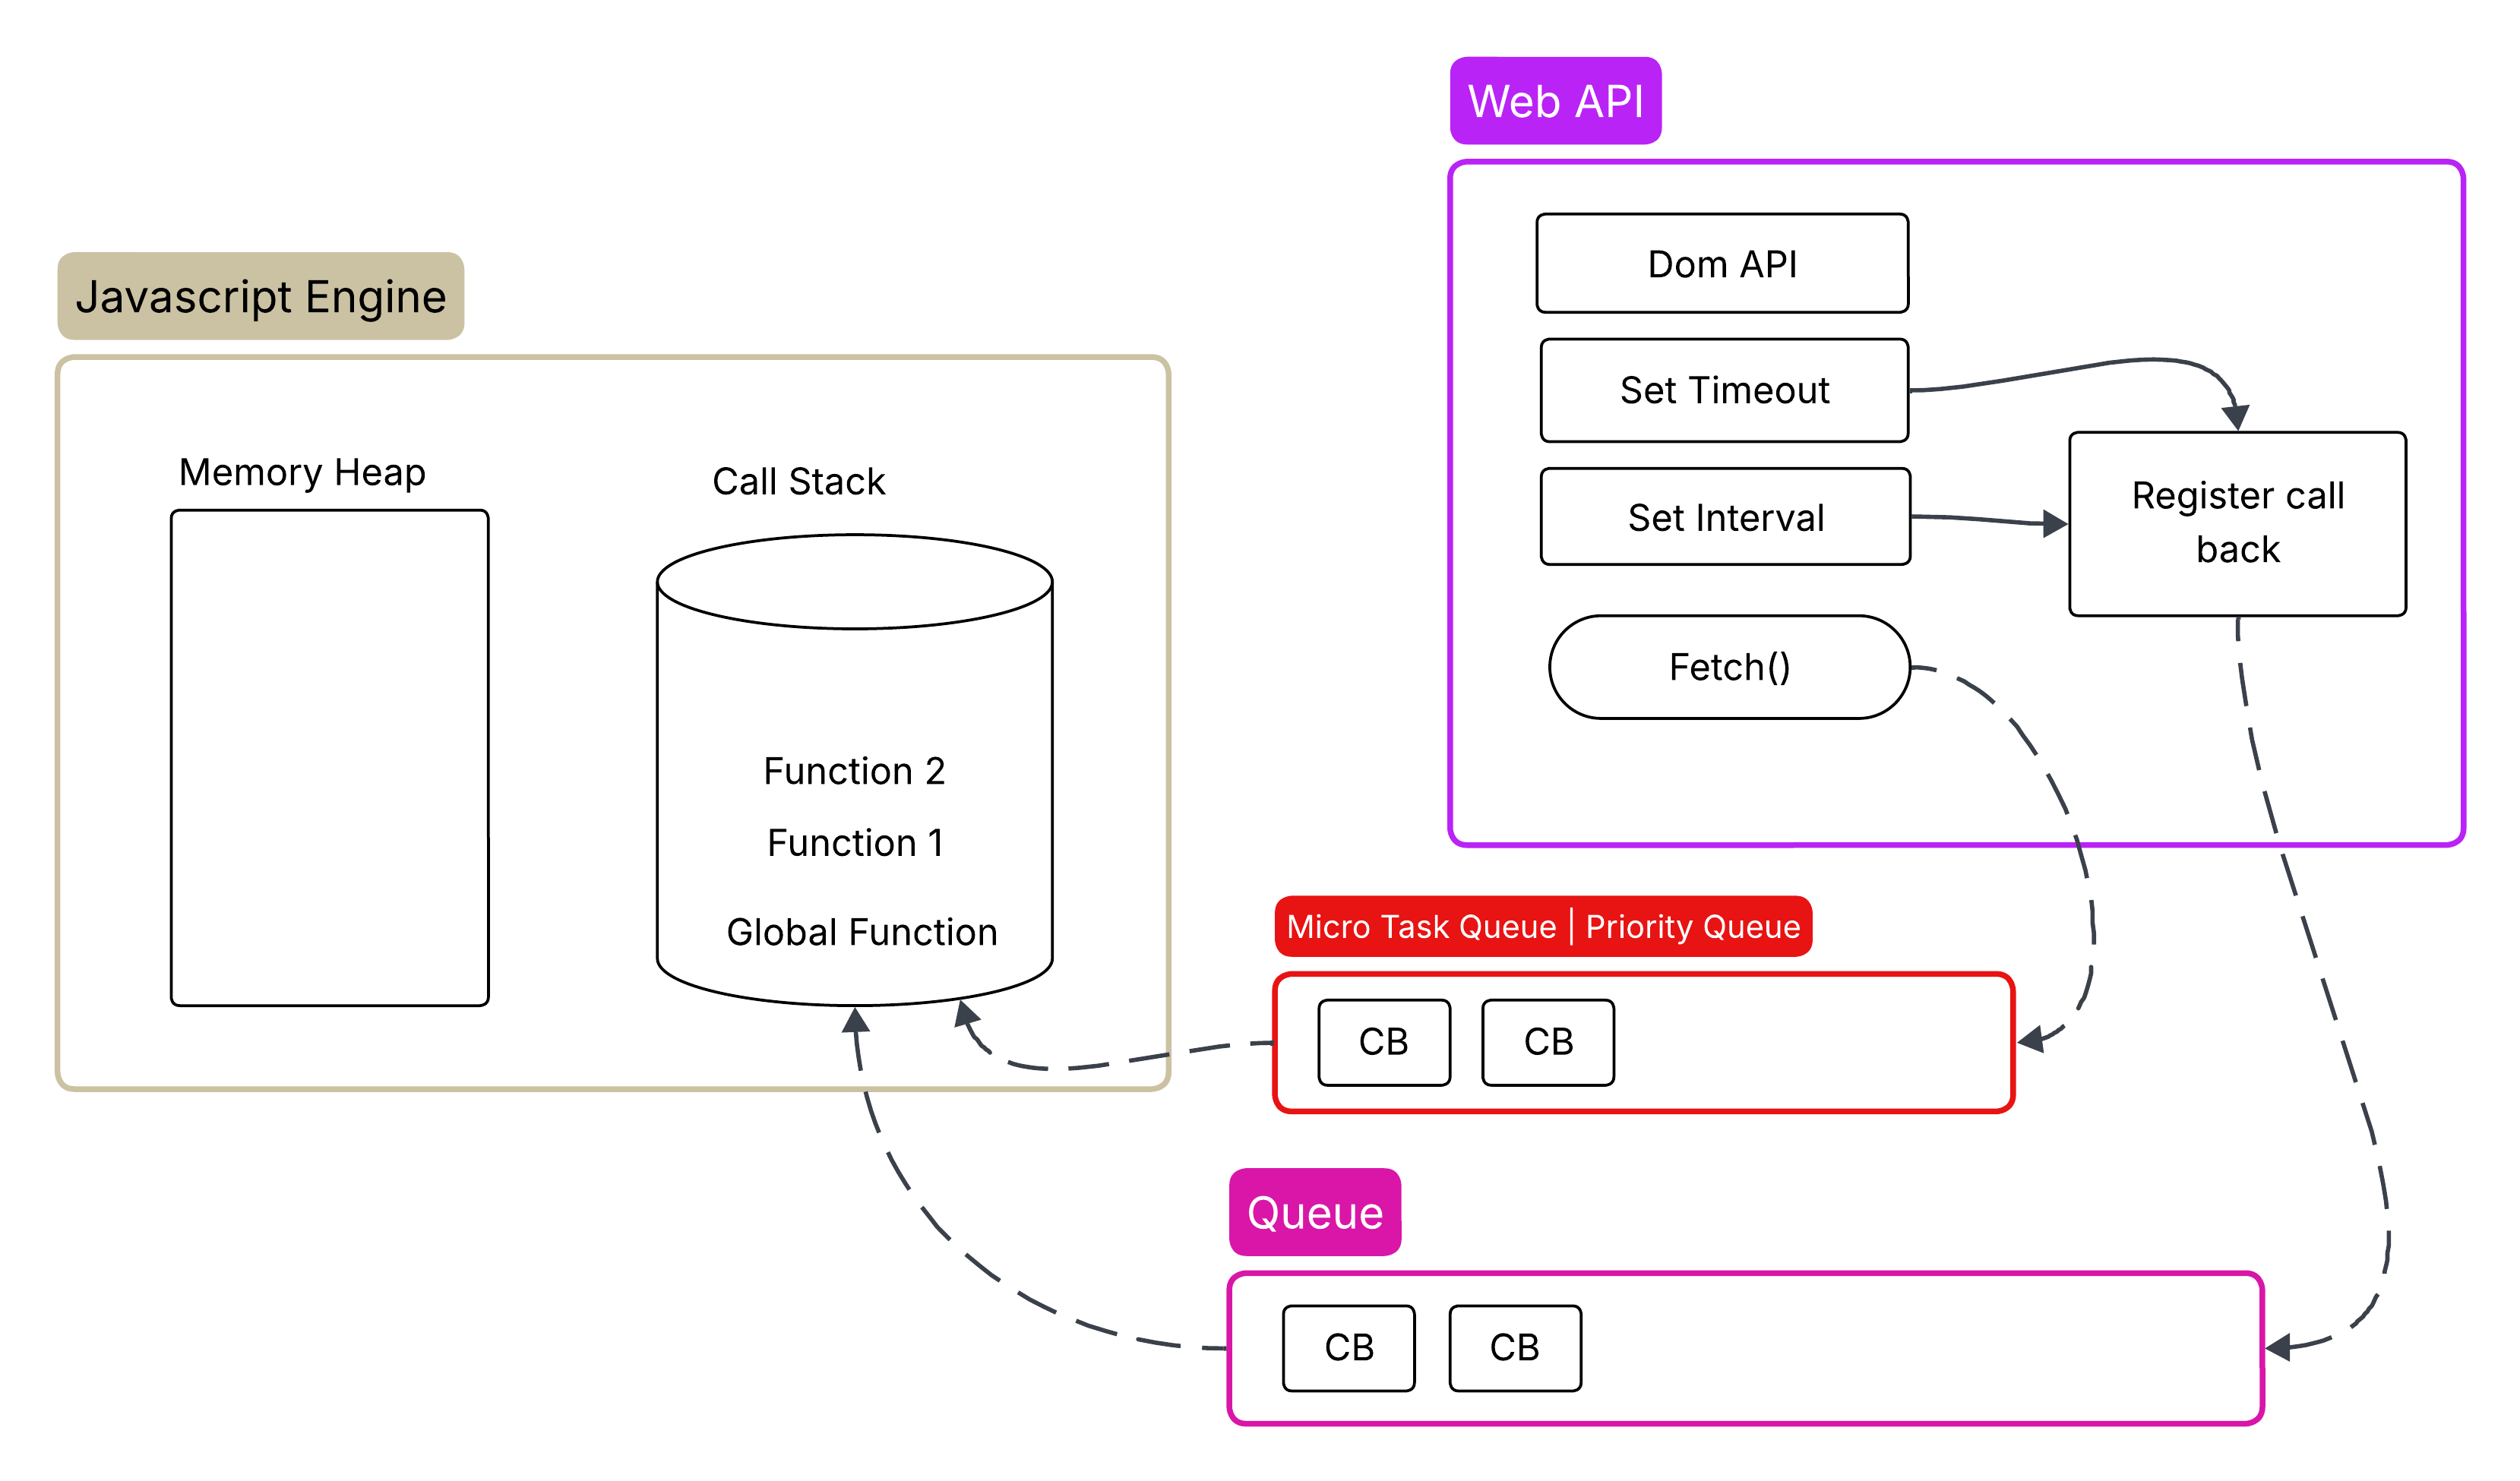 Web API
Dom API
Set Timeout
Set Interval
Register call
back
Fetch()
Javascript Engine
Memory Heap
Call Stack
Function 2
Function 1
Global Function
Micro Task Queue | Priority Queue
CB
CB
Queue
CB
CB